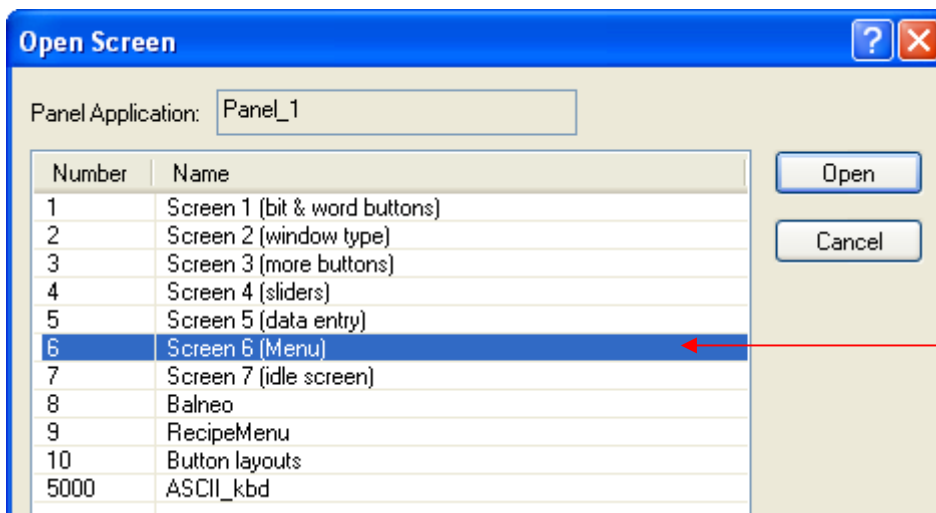 Open Screen
Panel Application: Panel_1
Number Name
Open
1 Screen 1 (bit & word buttons)
2 Screen 2 (window type)
Cancel
3 Screen 3 (more buttons)
4 Screen 4 (sliders)
5 Screen 5 (data entry)
6 Screen 6 (Menu)
7 Screen 7 (idle screen)
8 Balneo
9 RecipeMenu
10 Button layouts
5000 ASCII_kbd